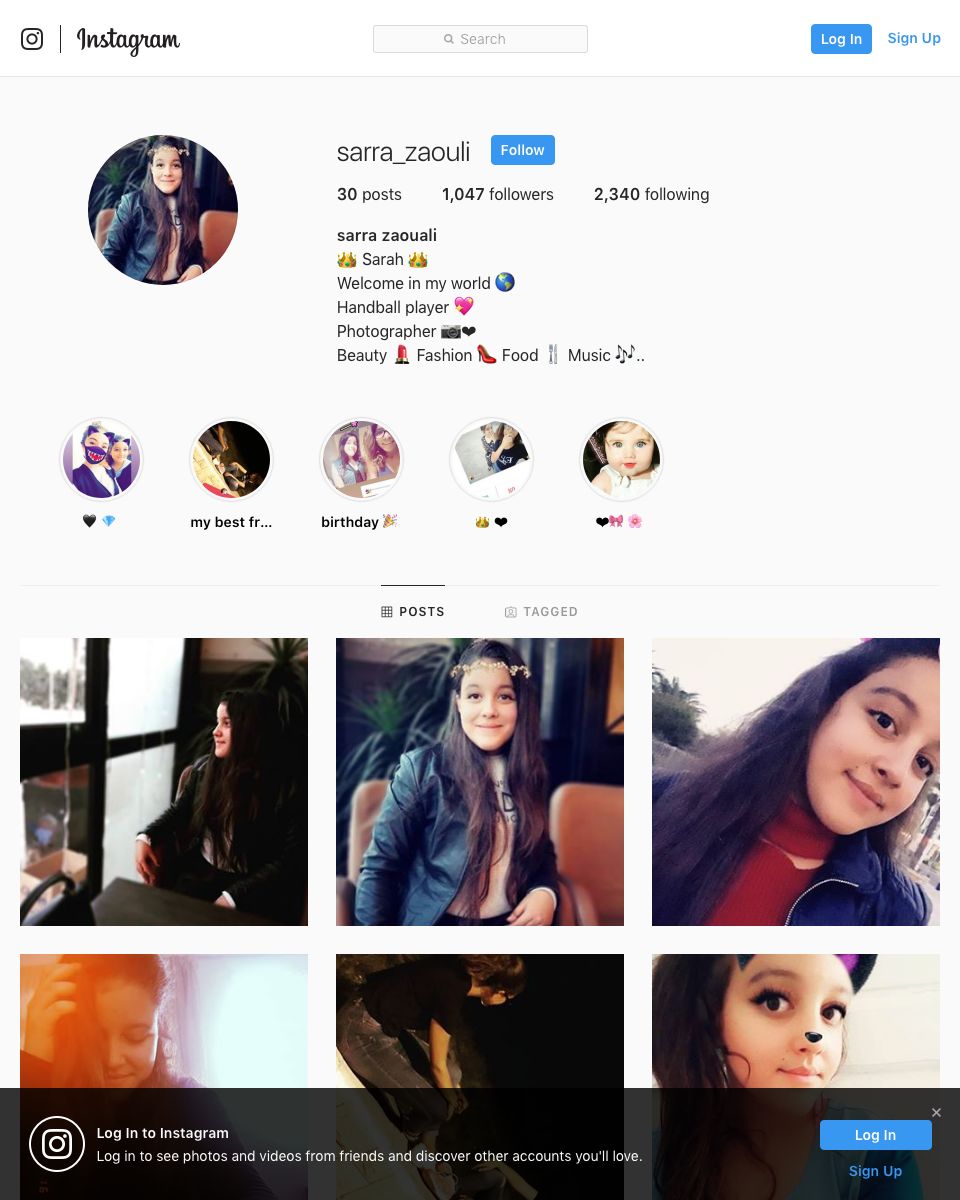 Instagram
Search
Log In
Sign Up
sarra_zaouli
Follow
30 posts
1,047 followers
2,340 following
sarra zaouali
👑 Sarah 👑
Welcome in my world 🌎
Handball player 💖
Photographer 📷❤
Beauty 💄 Fashion 👠 Food 🍴 Music 🎶..
🖤 💎
my best fr...
birthday 🎉
👑 ❤
❤🎀 🌸
POSTS
TAGGED
Log In to Instagram
Log in to see photos and videos from friends and discover other accounts you'll love.
Log In
Sign Up